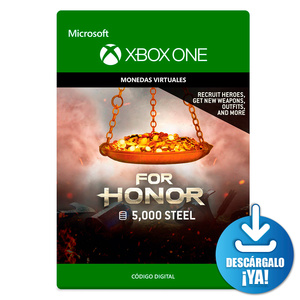 Microsoft
XBOX ONE
MONEDAS VIRTUALES
RECRUIT HEROES,
GET NEW WEAPONS,
OUTFITS,
AND MORE
FOR
HONOR
5,000 STEEL
CÓDIGO DIGITAL
DESCÁRGALO
¡YA!